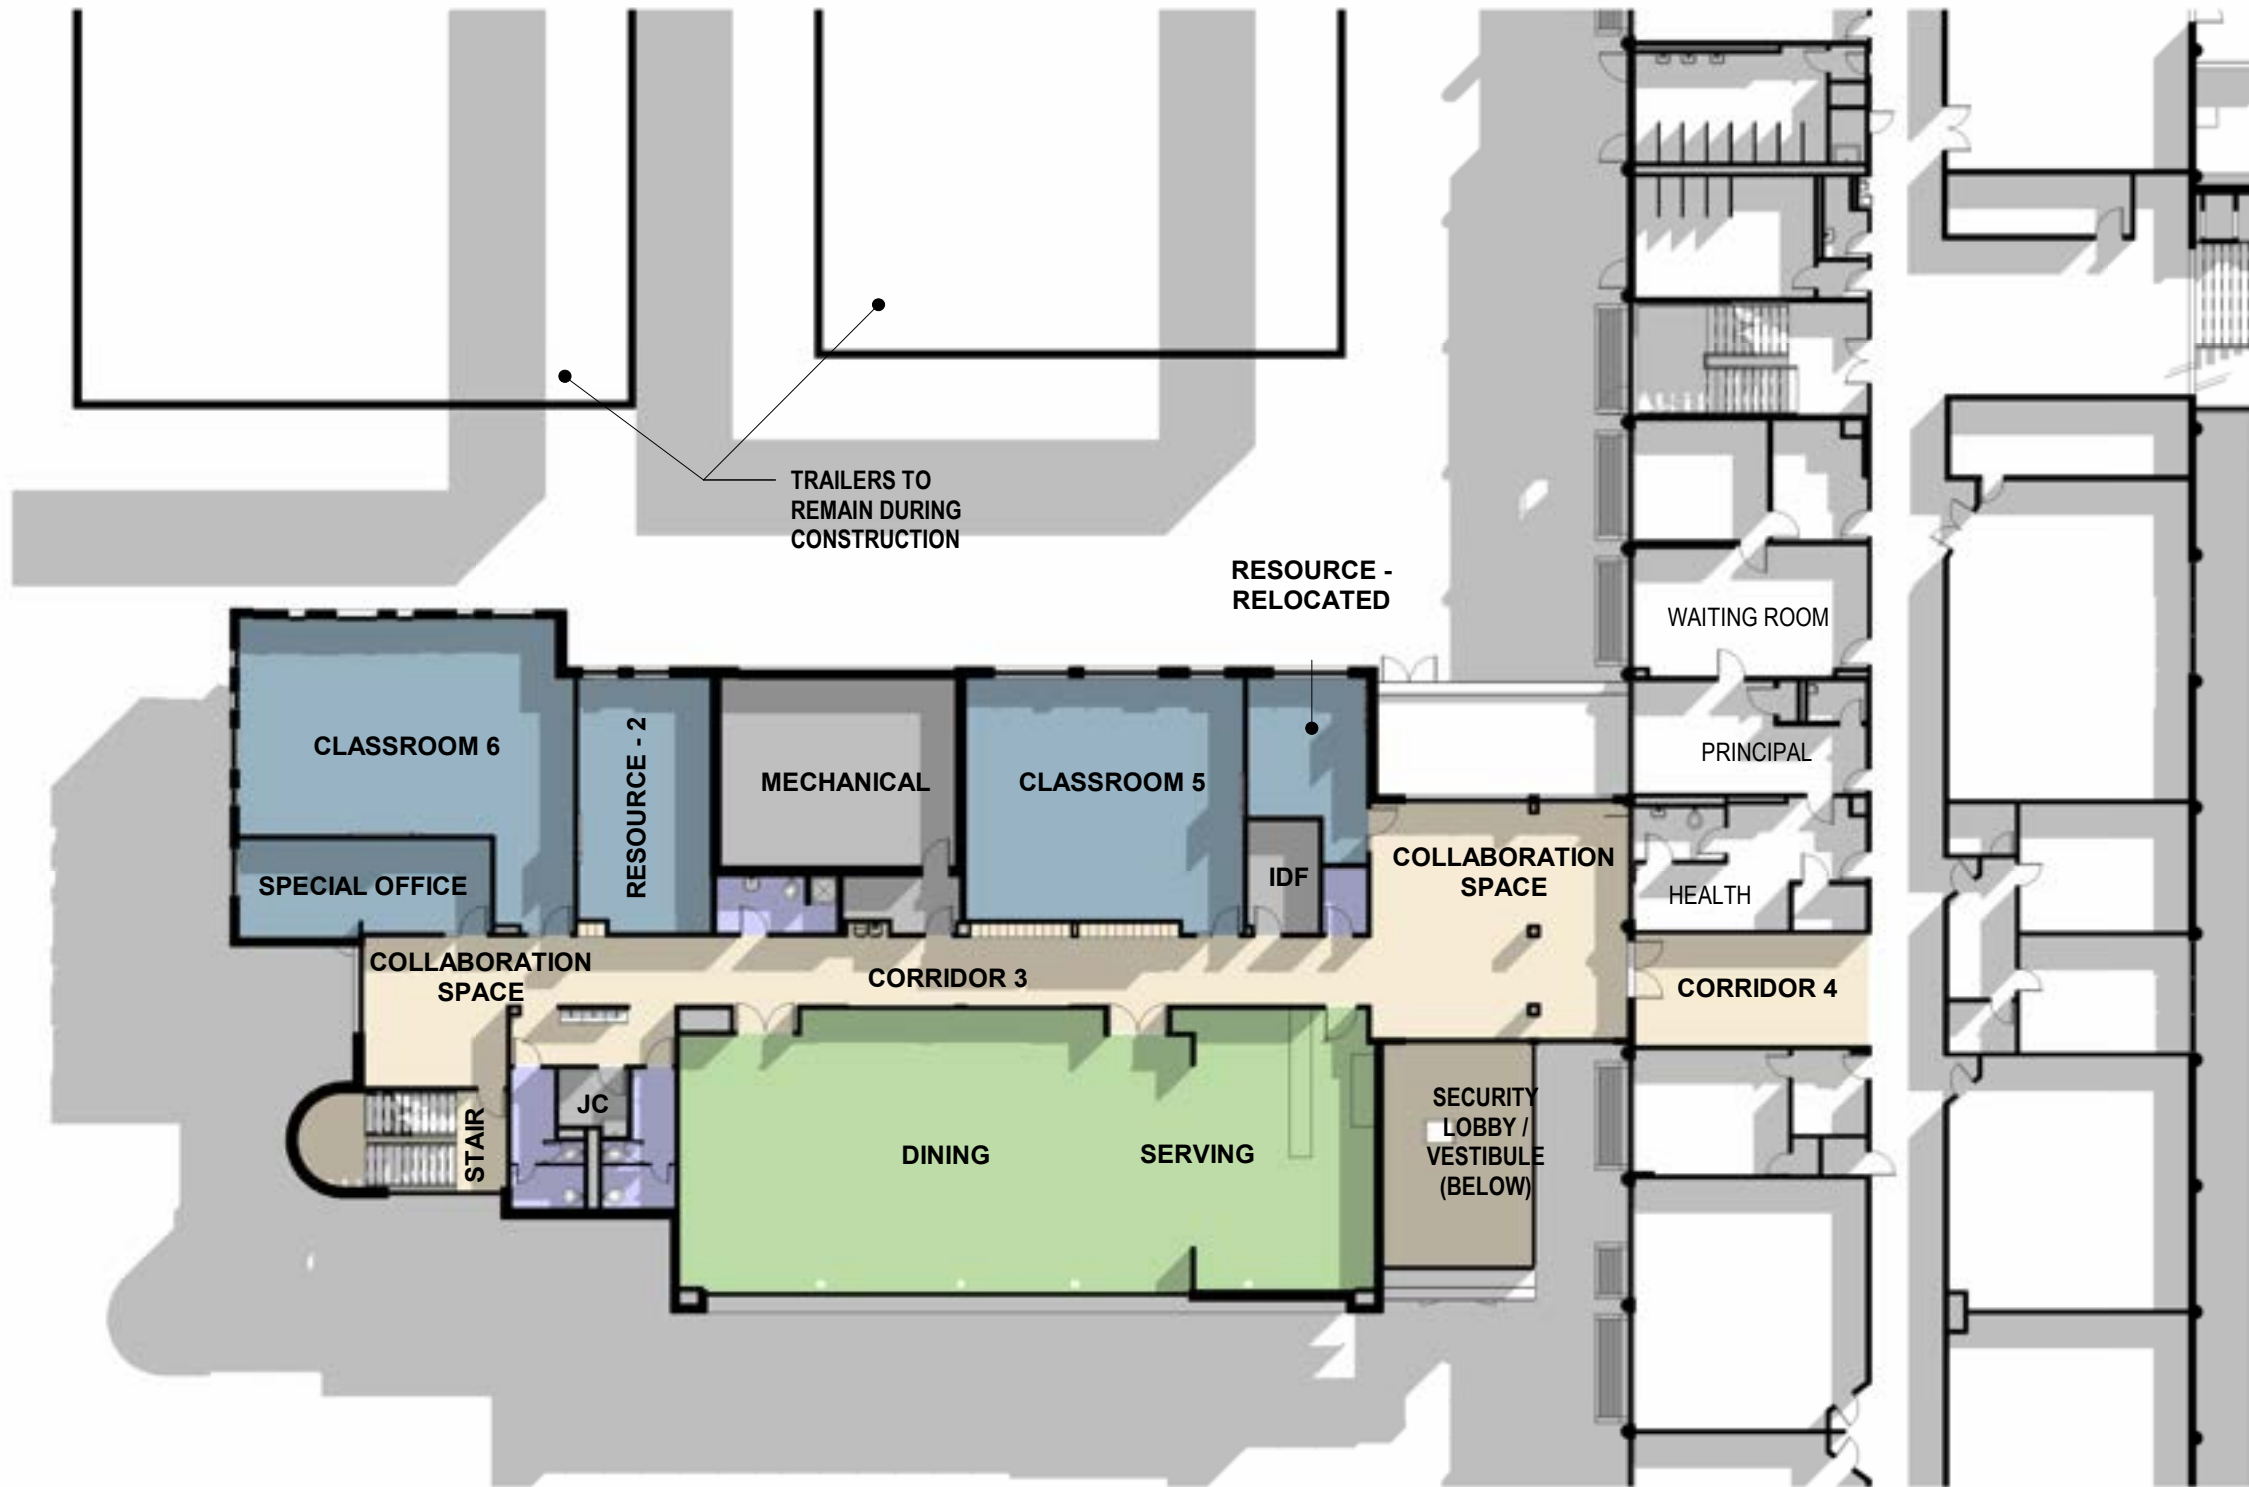 TRAILERS TO
REMAIN DURING
CONSTRUCTION
RESOURCE -
RELOCATED
WAITING ROOM
CLASSROOM 6
RESOURCE - 2
MECHANICAL
CLASSROOM 5
PRINCIPAL
SPECIAL OFFICE
IDF
COLLABORATION
SPACE
HEALTH
COLLABORATION
SPACE
CORRIDOR 3
CORRIDOR 4
JC
STAIR
DINING
SERVING
SECURITY
LOBBY /
VESTIBULE
(BELOW)